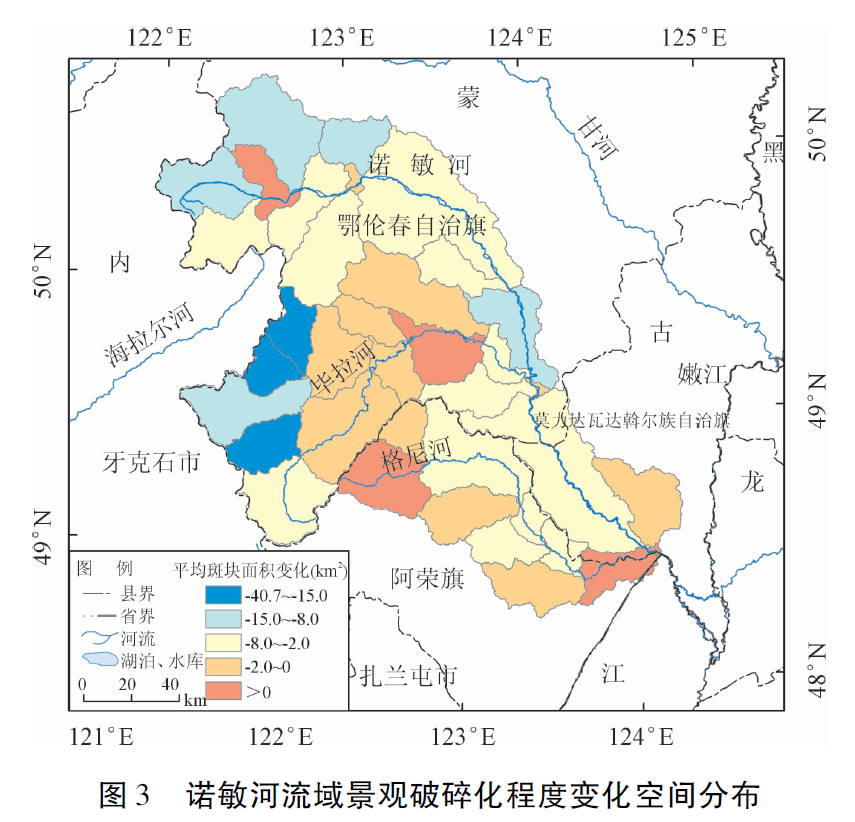 122°E 123°E 124°E 125°E
50°N
50°N
49°N
49°N
48°N
蒙
甘河
黑
诺敏河
鄂伦春自治旗
内
海拉尔河
古
毕拉河
嫩江
莫力达瓦达斡尔族自治旗
格尼河
牙克石市
龙
阿荣旗
扎兰屯市
江
图 例
县界
省界
河流
湖泊、水库
0 20 40
km
平均斑块面积变化(km²)
-40.7~-15.0
-15.0~-8.0
-8.0~-2.0
-2.0~0
>0
121°E 122°E 123°E 124°E
图 3 诺敏河流域景观破碎化程度变化空间分布